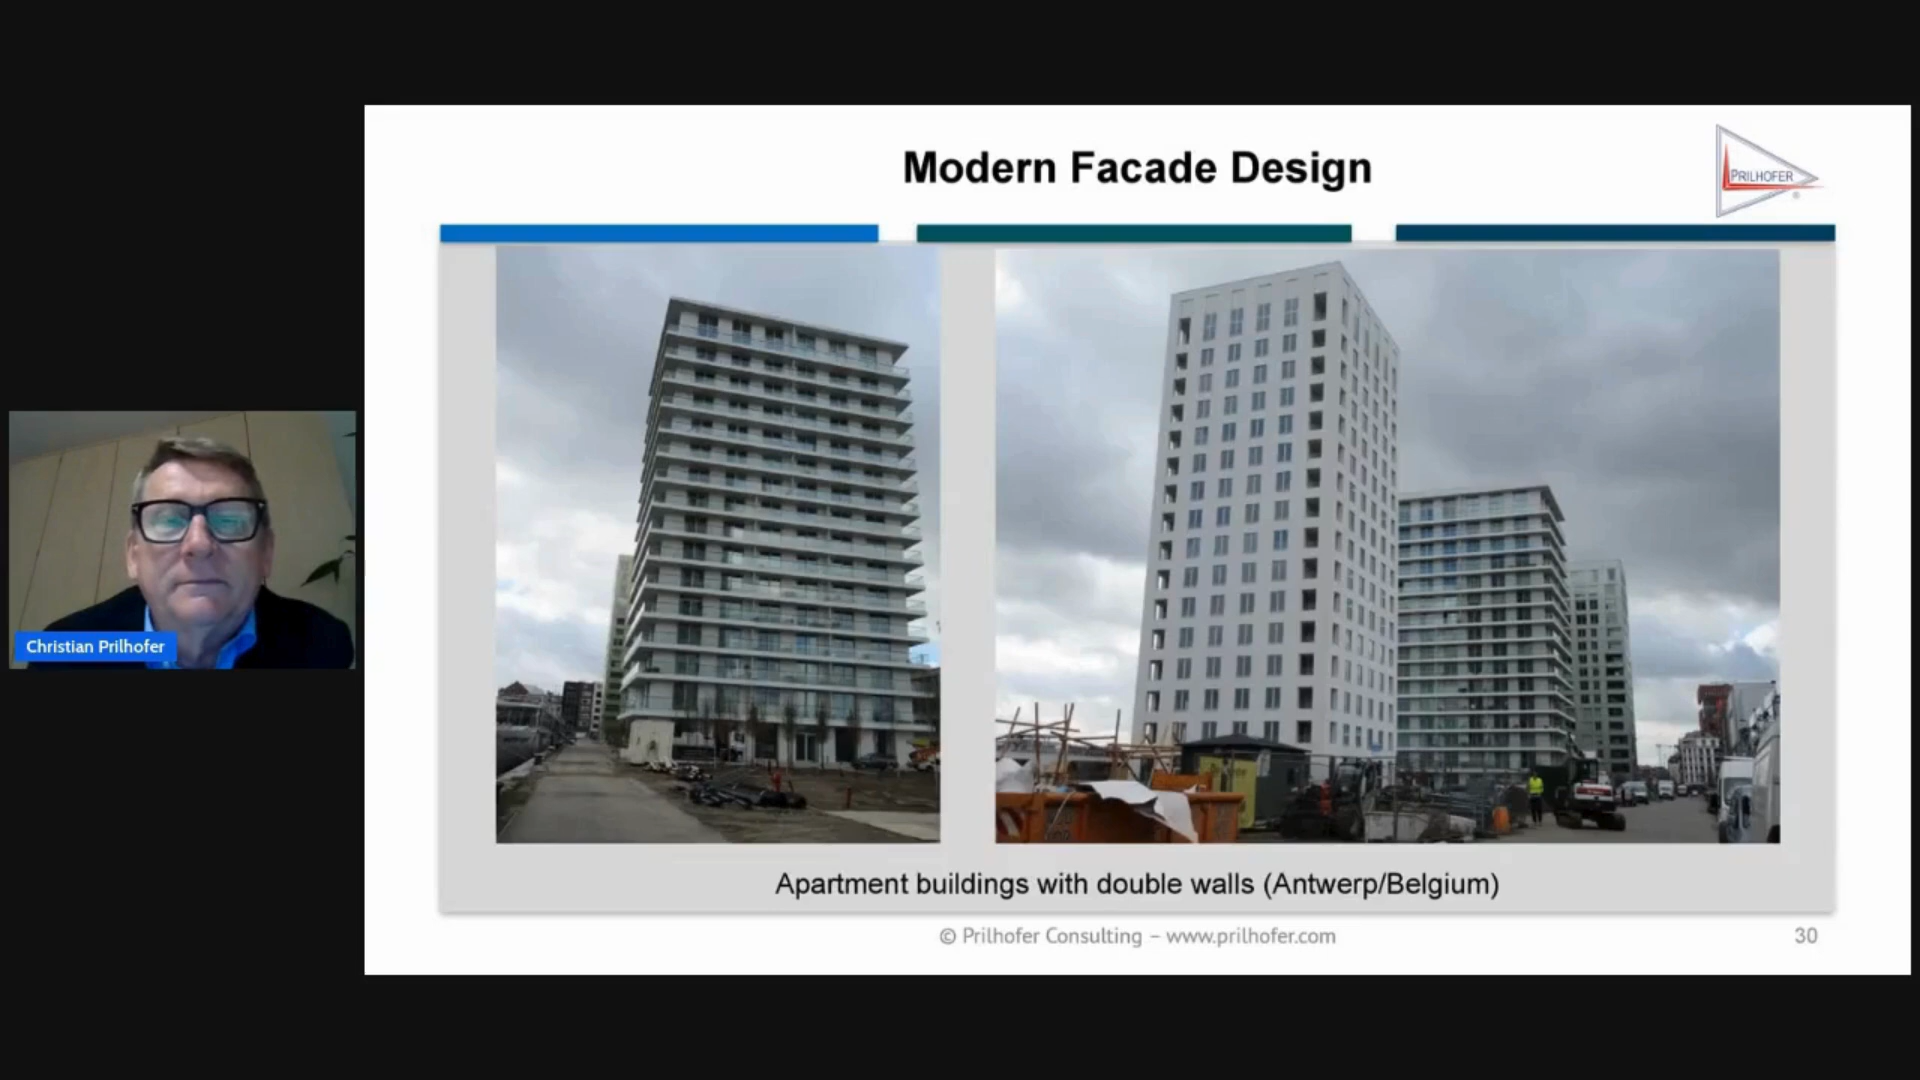 Modern Facade Design
PRILHOFER
®
Christian Prilhofer
Apartment buildings with double walls (Antwerp/Belgium)
© Prilhofer Consulting – www.prilhofer.com
30